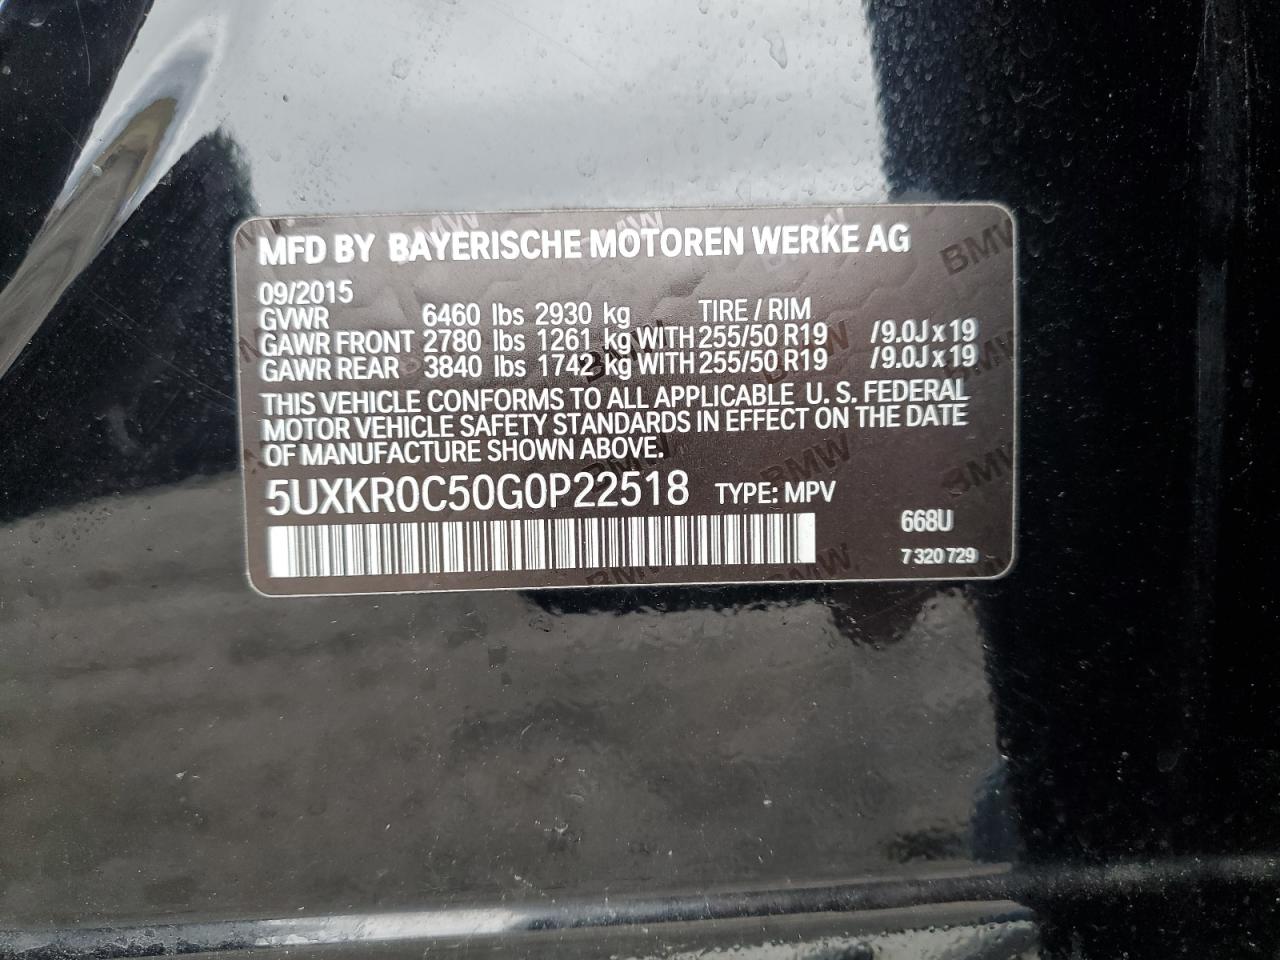 MFD BY BAYERISCHE MOTOREN WERKE AG
09/2015
GVWR 6460 lbs 2930 kg TIRE / RIM
GAWR FRONT 2780 lbs 1261 kg WITH 255/50 R19 /9.0J x 19
GAWR REAR 3840 lbs 1742 kg WITH 255/50 R19 /9.0J x 19
THIS VEHICLE CONFORMS TO ALL APPLICABLE U. S. FEDERAL
MOTOR VEHICLE SAFETY STANDARDS IN EFFECT ON THE DATE
OF MANUFACTURE SHOWN ABOVE.
5UXKR0C50G0P22518 TYPE: MPV
668U
7 320 729